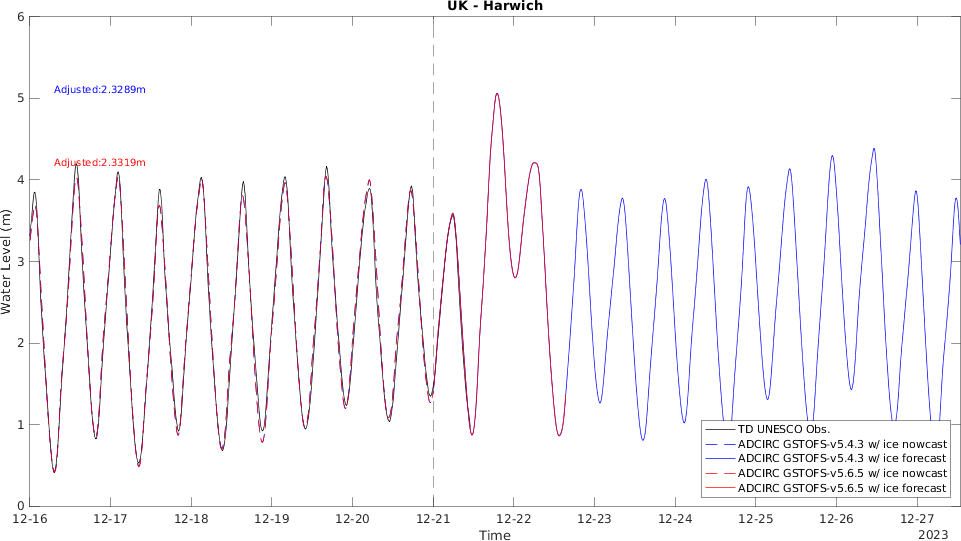 UK - Harwich
6
5
4
3
2
1
0
Water Level (m)
Adjusted:2.3289m
Adjusted:2.3319m
TD UNESCO Obs.
ADCIRC GSTOFS-v5.4.3 w/ ice nowcast
ADCIRC GSTOFS-v5.4.3 w/ ice forecast
ADCIRC GSTOFS-v5.6.5 w/ ice nowcast
ADCIRC GSTOFS-v5.6.5 w/ ice forecast
12-16 12-17 12-18 12-19 12-20 12-21 12-22 12-23 12-24 12-25 12-26 12-27
Time
2023